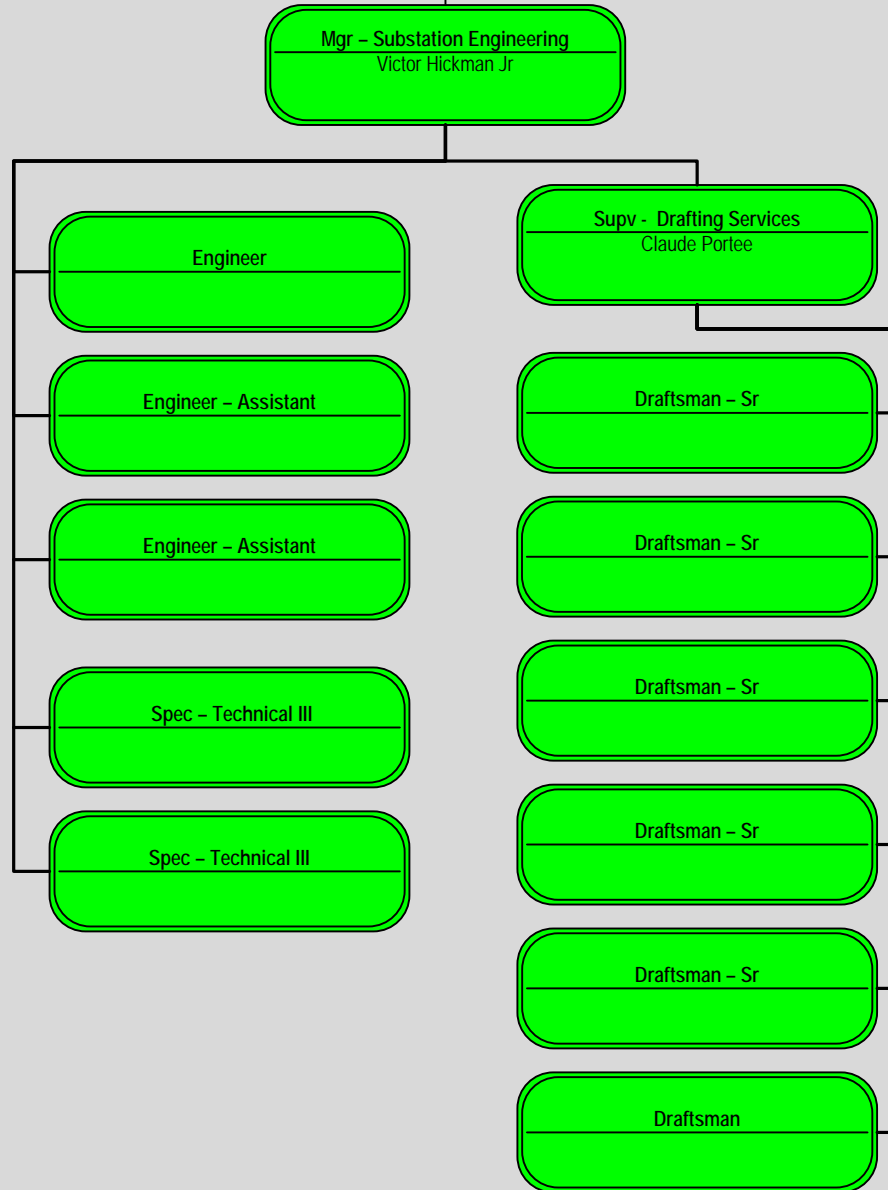 Mgr – Substation Engineering
Victor Hickman Jr
Engineer
Engineer – Assistant
Engineer – Assistant
Spec – Technical III
Spec – Technical III
Supv - Drafting Services
Claude Portee
Draftsman – Sr
Draftsman – Sr
Draftsman – Sr
Draftsman – Sr
Draftsman – Sr
Draftsman